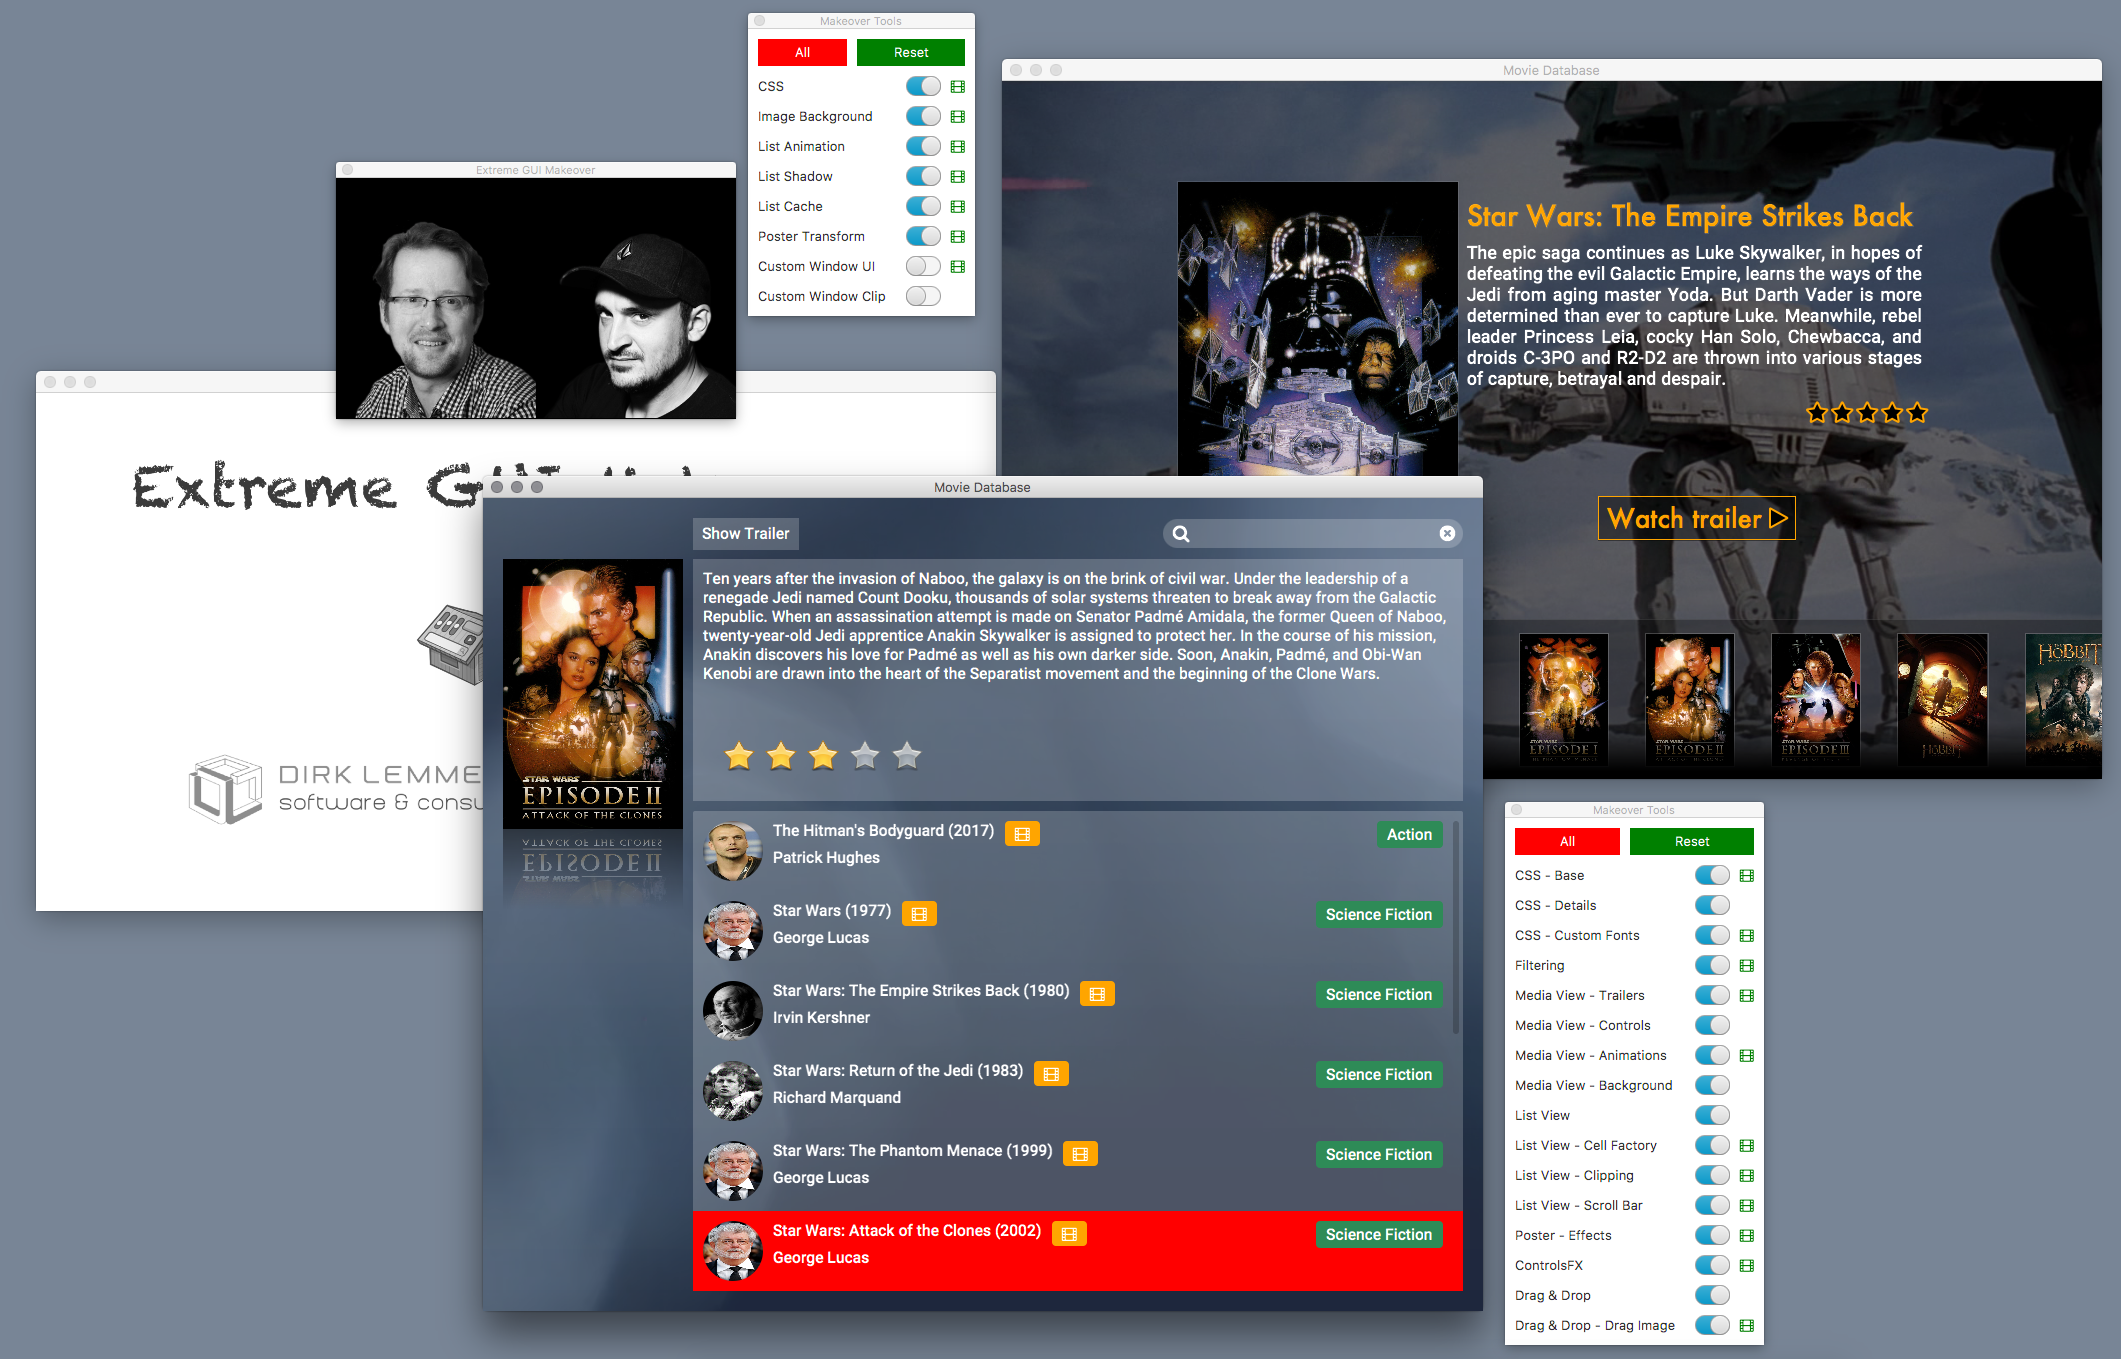 Makeover Tools
All Reset
CSS
Image Background
List Animation
List Shadow
List Cache
Poster Transform
Custom Window UI
Custom Window Clip
Extreme GUI Makeover
Movie Database
Star Wars: The Empire Strikes Back
The epic saga continues as Luke Skywalker, in hopes of
defeating the evil Galactic Empire, learns the ways of the
Jedi from aging master Yoda. But Darth Vader is more
determined than ever to capture Luke. Meanwhile, rebel
leader Princess Leia, cocky Han Solo, Chewbacca, and
droids C-3PO and R2-D2 are thrown into various stages
of capture, betrayal and despair.
Watch trailer
STAR WARS
EPISODE I
STAR WARS
EPISODE II
STAR WARS
EPISODE III
HOBBIT
HOBBIT
Extreme
DIRK LEMME
software & consu
Movie Database
Show Trailer
STAR WARS
EPISODE II
ATTACK OF THE CLONES
Ten years after the invasion of Naboo, the galaxy is on the brink of civil war. Under the leadership of a
renegade Jedi named Count Dooku, thousands of solar systems threaten to break away from the Galactic
Republic. When an assassination attempt is made on Senator Padmé Amidala, the former Queen of Naboo,
twenty-year-old Jedi apprentice Anakin Skywalker is assigned to protect her. In the course of his mission,
Anakin discovers his love for Padmé as well as his own darker side. Soon, Anakin, Padmé, and Obi-Wan
Kenobi are drawn into the heart of the Separatist movement and the beginning of the Clone Wars.
The Hitman's Bodyguard (2017) Action
Patrick Hughes
Star Wars (1977) Science Fiction
George Lucas
Star Wars: The Empire Strikes Back (1980) Science Fiction
Irvin Kershner
Star Wars: Return of the Jedi (1983) Science Fiction
Richard Marquand
Star Wars: The Phantom Menace (1999) Science Fiction
George Lucas
Star Wars: Attack of the Clones (2002) Science Fiction
George Lucas
Makeover Tools
All Reset
CSS - Base
CSS - Details
CSS - Custom Fonts
Filtering
Media View - Trailers
Media View - Controls
Media View - Animations
Media View - Background
List View
List View - Cell Factory
List View - Clipping
List View - Scroll Bar
Poster - Effects
ControlsFX
Drag & Drop
Drag & Drop - Drag Image